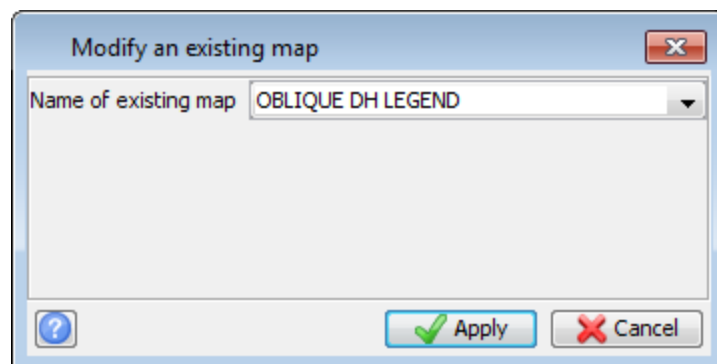 Modify an existing map
Name of existing map OBLIQUE DH LEGEND
? Apply Cancel